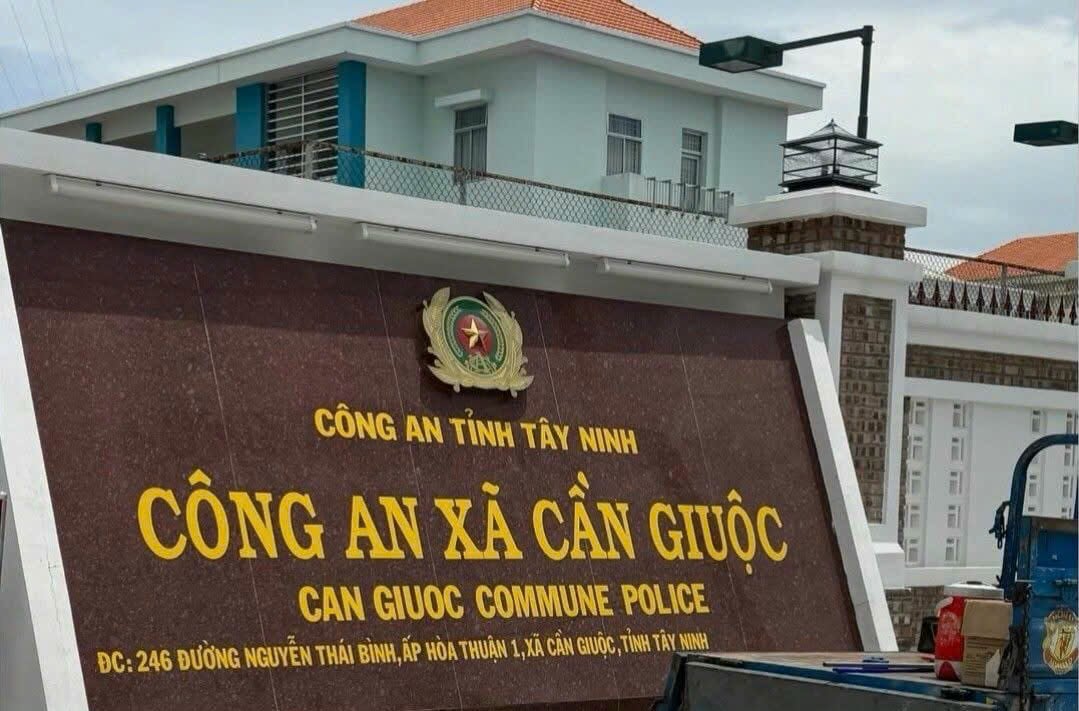 CÔNG AN TỈNH TÂY NINH
CÔNG AN XÃ CẦN GIUỘC
CAN GIUOC COMMUNE POLICE
ĐC: 246 ĐƯỜNG NGUYỄN THÁI BÌNH,ẤP HÒA THUẬN 1,XÃ CẦN GIUỘC,TỈNH TÂY NINH